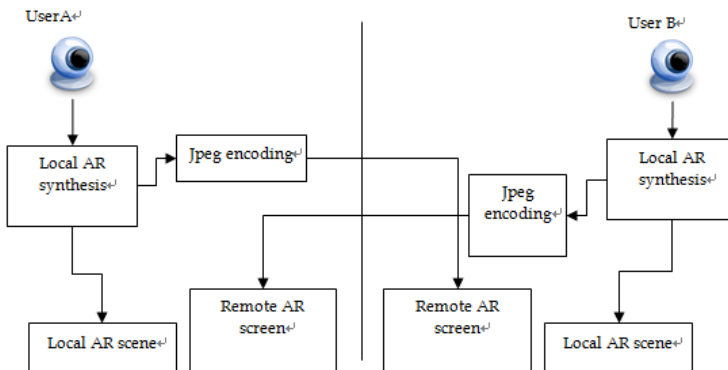 UserA
User B
Local AR
synthesis
Jpeg encoding
Jpeg
encoding
Local AR
synthesis
Remote AR
screen
Remote AR
screen
Local AR scene
Local AR scene